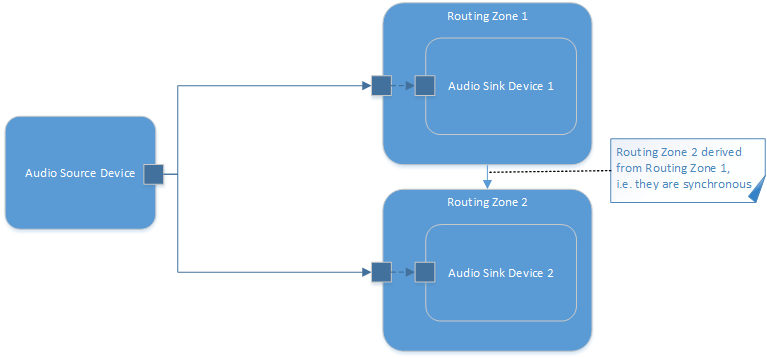 Routing Zone 1
Audio Sink Device 1
Audio Source Device
Routing Zone 2 derived
from Routing Zone 1,
i.e. they are synchronous
Routing Zone 2
Audio Sink Device 2